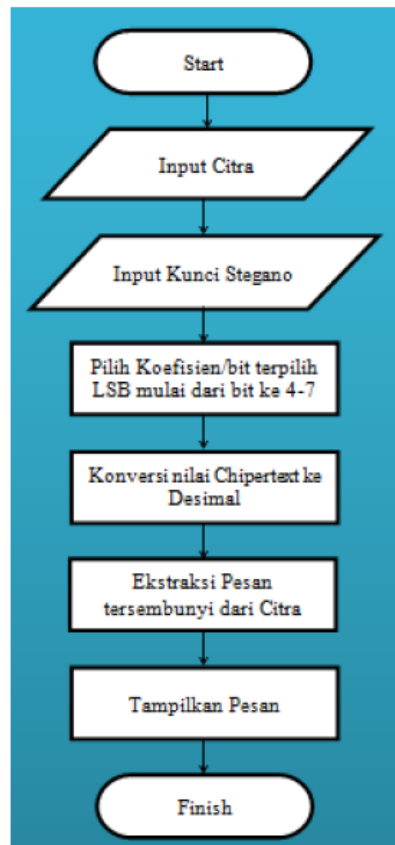 Start
Input Citra
Input Kunci Stegano
Pilih Koefisien/bit terpilih
LSB mulai dari bit ke 4-7
Konversi nilai Chipertext ke
Desimal
Ekstraksi Pesan
tersembunyi dari Citra
Tampilkan Pesan
Finish